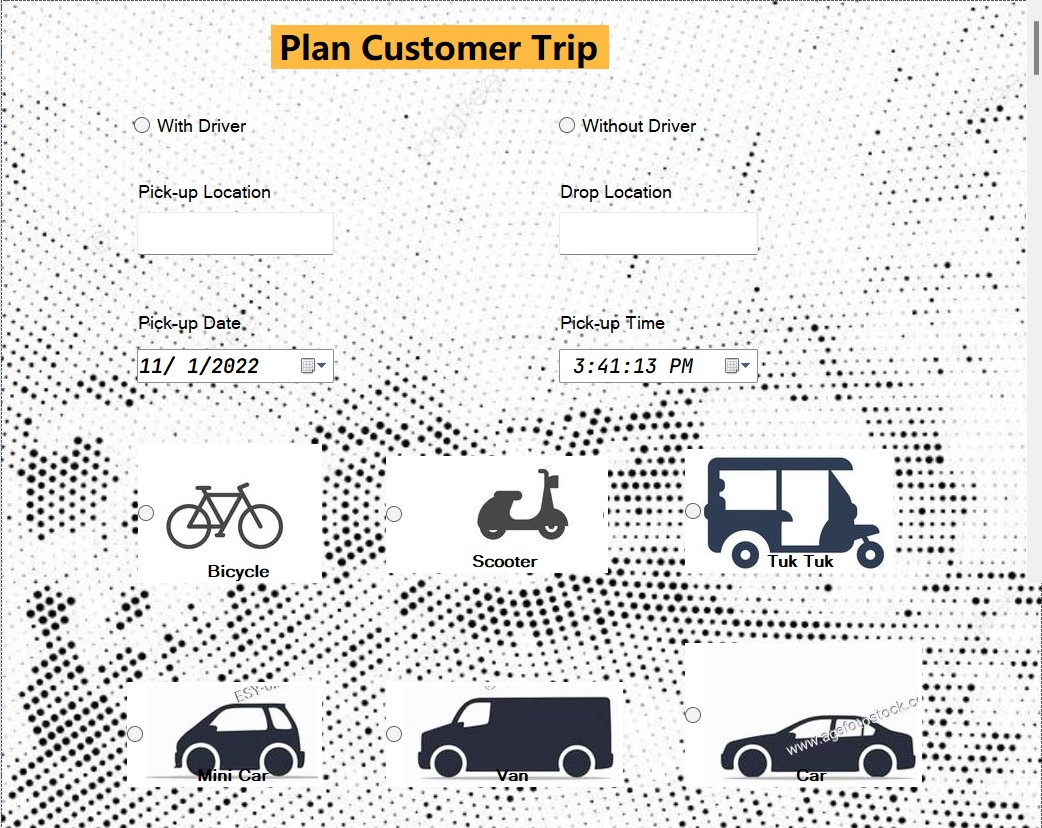 Plan Customer Trip
With Driver
Without Driver
Pick-up Location
Drop Location
Pick-up Date
Pick-up Time
11/ 1/2022
3:41:13 PM
Bicycle
Scooter
Tuk Tuk
Mini Car
Van
Car
www.agefotostock.c